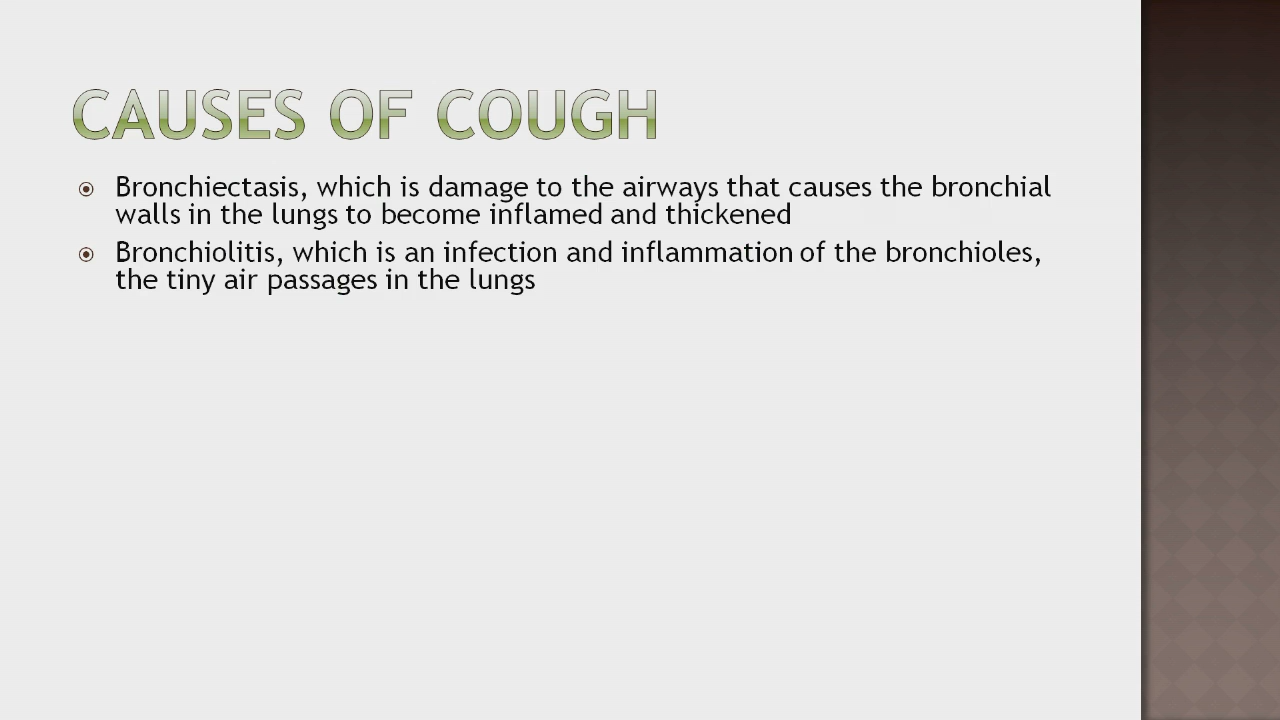 CAUSES OF COUGH
Bronchiectasis, which is damage to the airways that causes the bronchial
walls in the lungs to become inflamed and thickened
Bronchiolitis, which is an infection and inflammation of the bronchioles,
the tiny air passages in the lungs